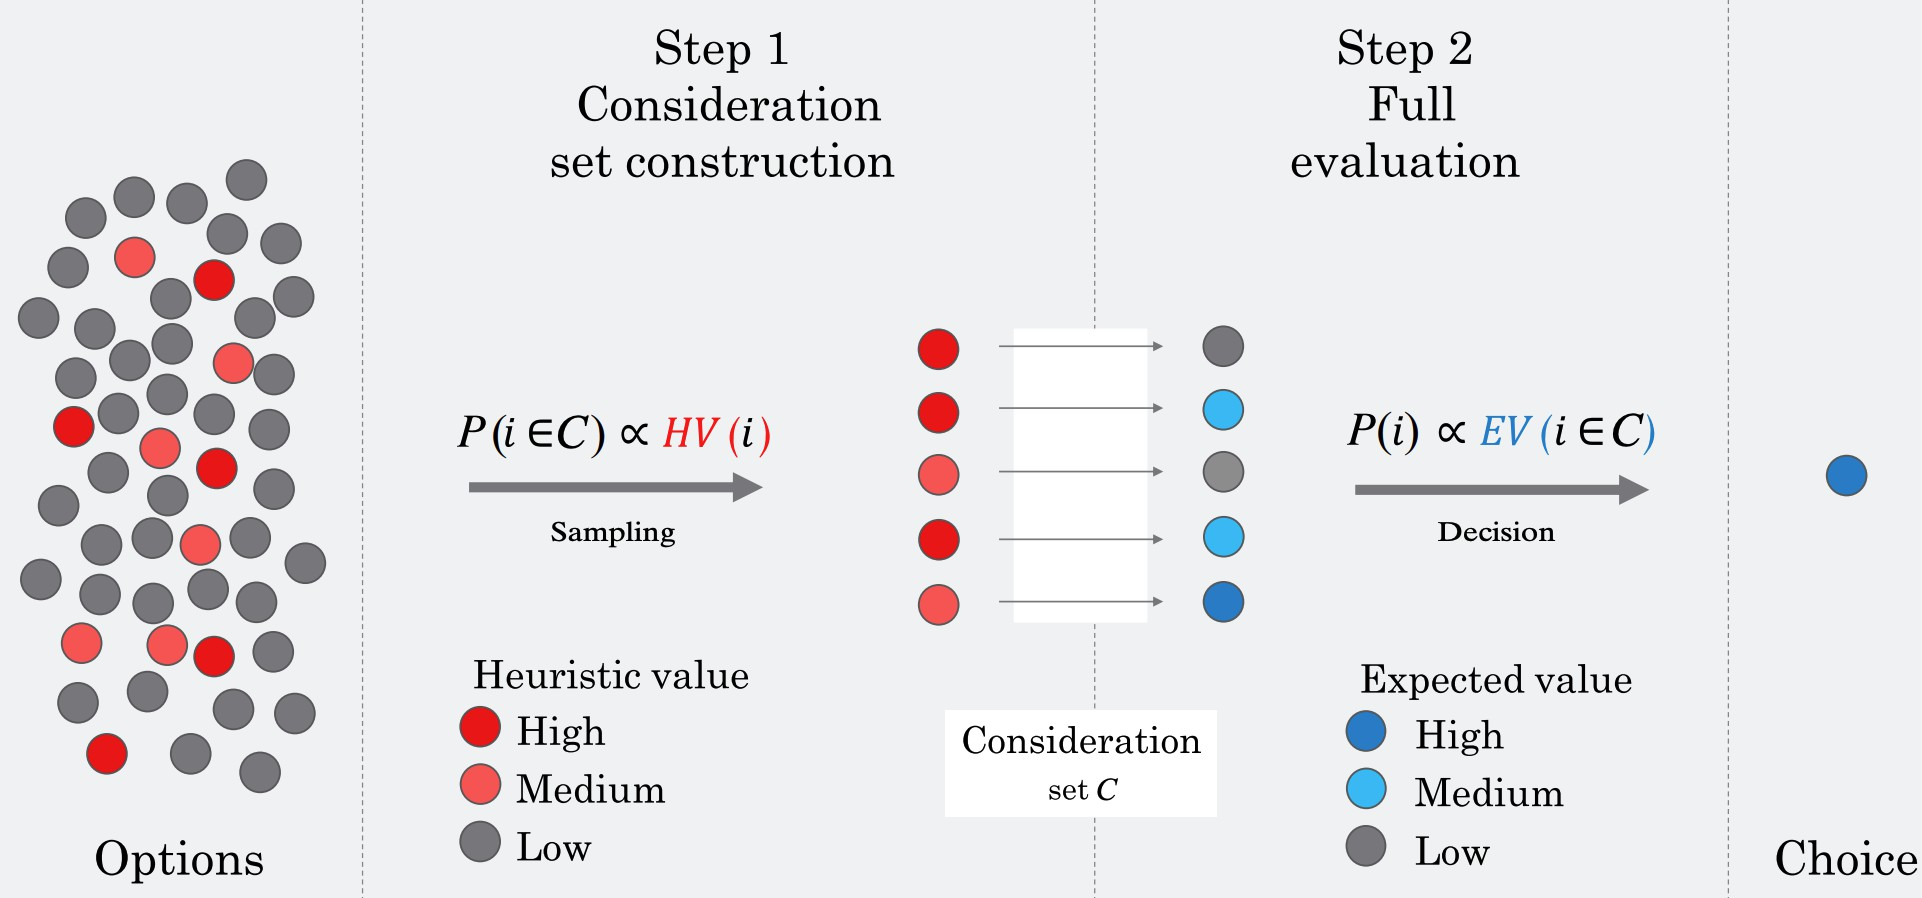 Step 1
Consideration
set construction
Step 2
Full
evaluation
P(i ∈C) ∝ HV(i)
Sampling
P(i) ∝ EV(i ∈C)
Decision
Heuristic value
High
Medium
Low
Consideration
set C
Expected value
High
Medium
Low
Options
Choice